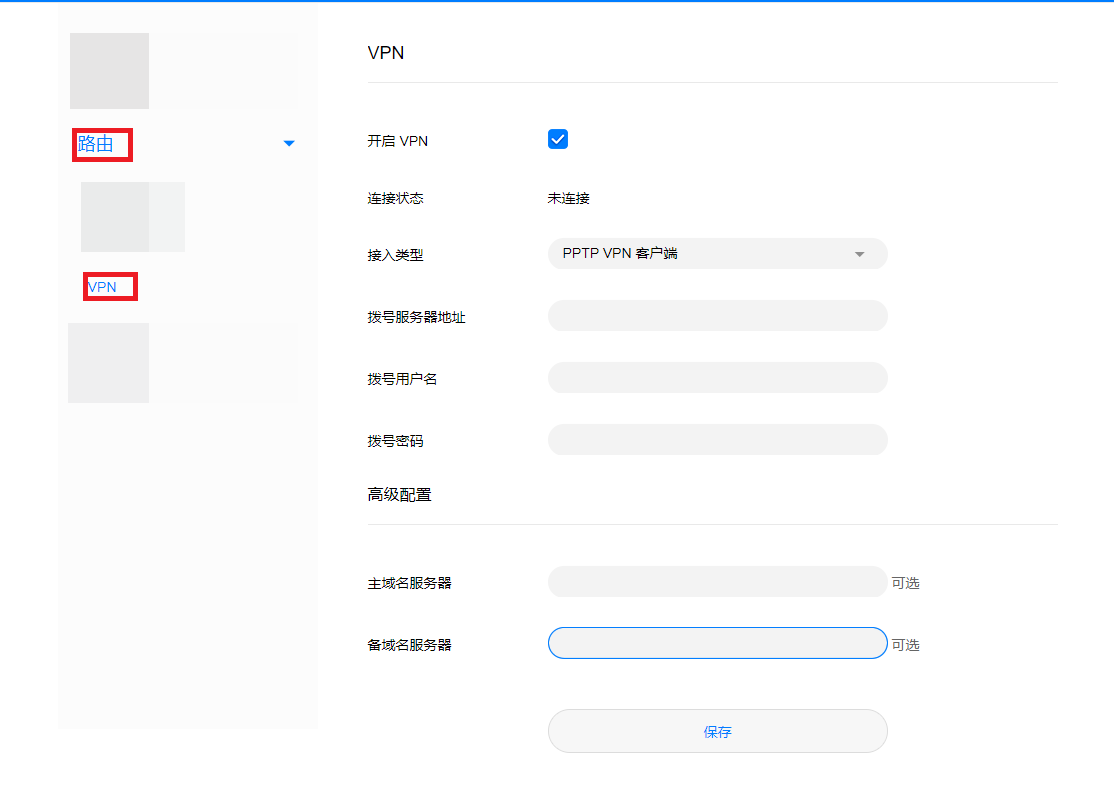 路由
VPN
VPN
开启 VPN
连接状态 未连接
接入类型 PPTP VPN 客户端
拨号服务器地址
拨号用户名
拨号密码
高级配置
主域名服务器 可选
备域名服务器 可选
保存